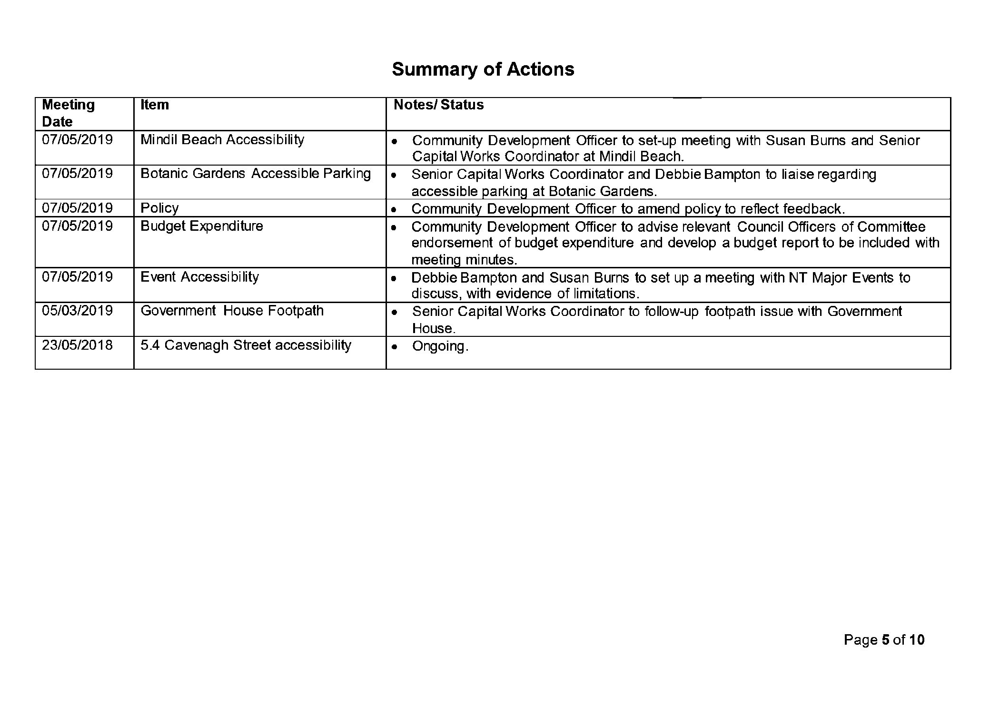 Summary of Actions
Meeting
Date
Item
Notes/ Status
07/05/2019
Mindil Beach Accessibility
• Community Development Officer to set-up meeting with Susan Burns and Senior
Capital Works Coordinator at Mindil Beach.
07/05/2019
Botanic Gardens Accessible Parking
• Senior Capital Works Coordinator and Debbie Bampton to liaise regarding
accessible parking at Botanic Gardens.
07/05/2019
Policy
• Community Development Officer to amend policy to reflect feedback.
07/05/2019
Budget Expenditure
• Community Development Officer to advise relevant Council Officers of Committee
endorsement of budget expenditure and develop a budget report to be included with
meeting minutes.
07/05/2019
Event Accessibility
• Debbie Bampton and Susan Burns to set up a meeting with NT Major Events to
discuss, with evidence of limitations.
05/03/2019
Government House Footpath
• Senior Capital Works Coordinator to follow-up footpath issue with Government
House.
23/05/2018
5.4 Cavenagh Street accessibility
• Ongoing.
Page 5 of 10